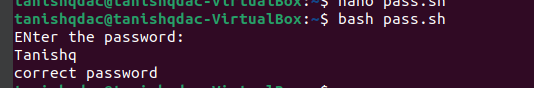 tanishqdac@tanishqdac-VirtualBox:~$ nano pass.sh
tanishqdac@tanishqdac-VirtualBox:~$ bash pass.sh
ENter the password:
Tanishq
correct password